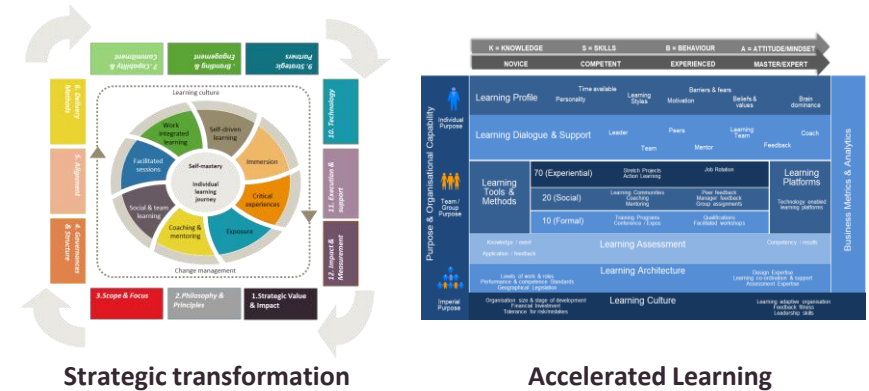 7. Capability &
Commitment
. Branding &
Engagement
9. Strategic
Partners
6. Delivery
Methods
5. Alignment
4. Governances
& Structure
3.Scope & Focus
2.Philosophy &
Principles
1.Strategic Value
& Impact
10. Technology
11. Execution &
support
12. Impact &
Measurement
Learning culture
Work
integrated
learning
Self-driven
learning
Facilitated
sessions
Immersion
Self-mastery
Individual
learning
journey
Social & team
learning
Critical
experiences
Coaching &
mentoring
Exposure
Change management
Strategic transformation
K = KNOWLEDGE S = SKILLS B = BEHAVIOUR A = ATTITUDE/MINDSET
NOVICE COMPETENT EXPERIENCED MASTER/EXPERT
Purpose & Organisational Capability
Individual
Purpose
Team /
Group
Purpose
Imperial
Purpose
Learning Profile
Time available
Personality
Learning
Styles
Barriers & fears
Motivation
Beliefs &
values
Brain
dominance
Learning Dialogue & Support
Leader
Team
Peers
Mentor
Learning
Team
Feedback
Coach
Learning
Tools &
Methods
70 (Experiential)
Stretch Projects
Action Learning
Job Rotation
20 (Social)
Learning Communities
Coaching
Mentoring
Peer feedback
Manager feedback
Group assignments
10 (Formal)
Training Programs
Conference / Expos
Qualifications
Facilitated workshops
Learning
Platforms
Technology enabled
learning platforms
Knowledge / event
Application / feedback
Learning Assessment
Competency / results
Learning Architecture
Levels of work & risks
Performance & competence Standards
Geographical Legislation
Design Expertise
Learning co-ordination & support
Assessment Expertise
Learning Culture
Organisation size & stage of development
Financial Investment
Tolerance for risk/mistakes
Learning adaptive organisation
Feedback fitness
Leadership skills
Business Metrics & Analytics
Accelerated Learning